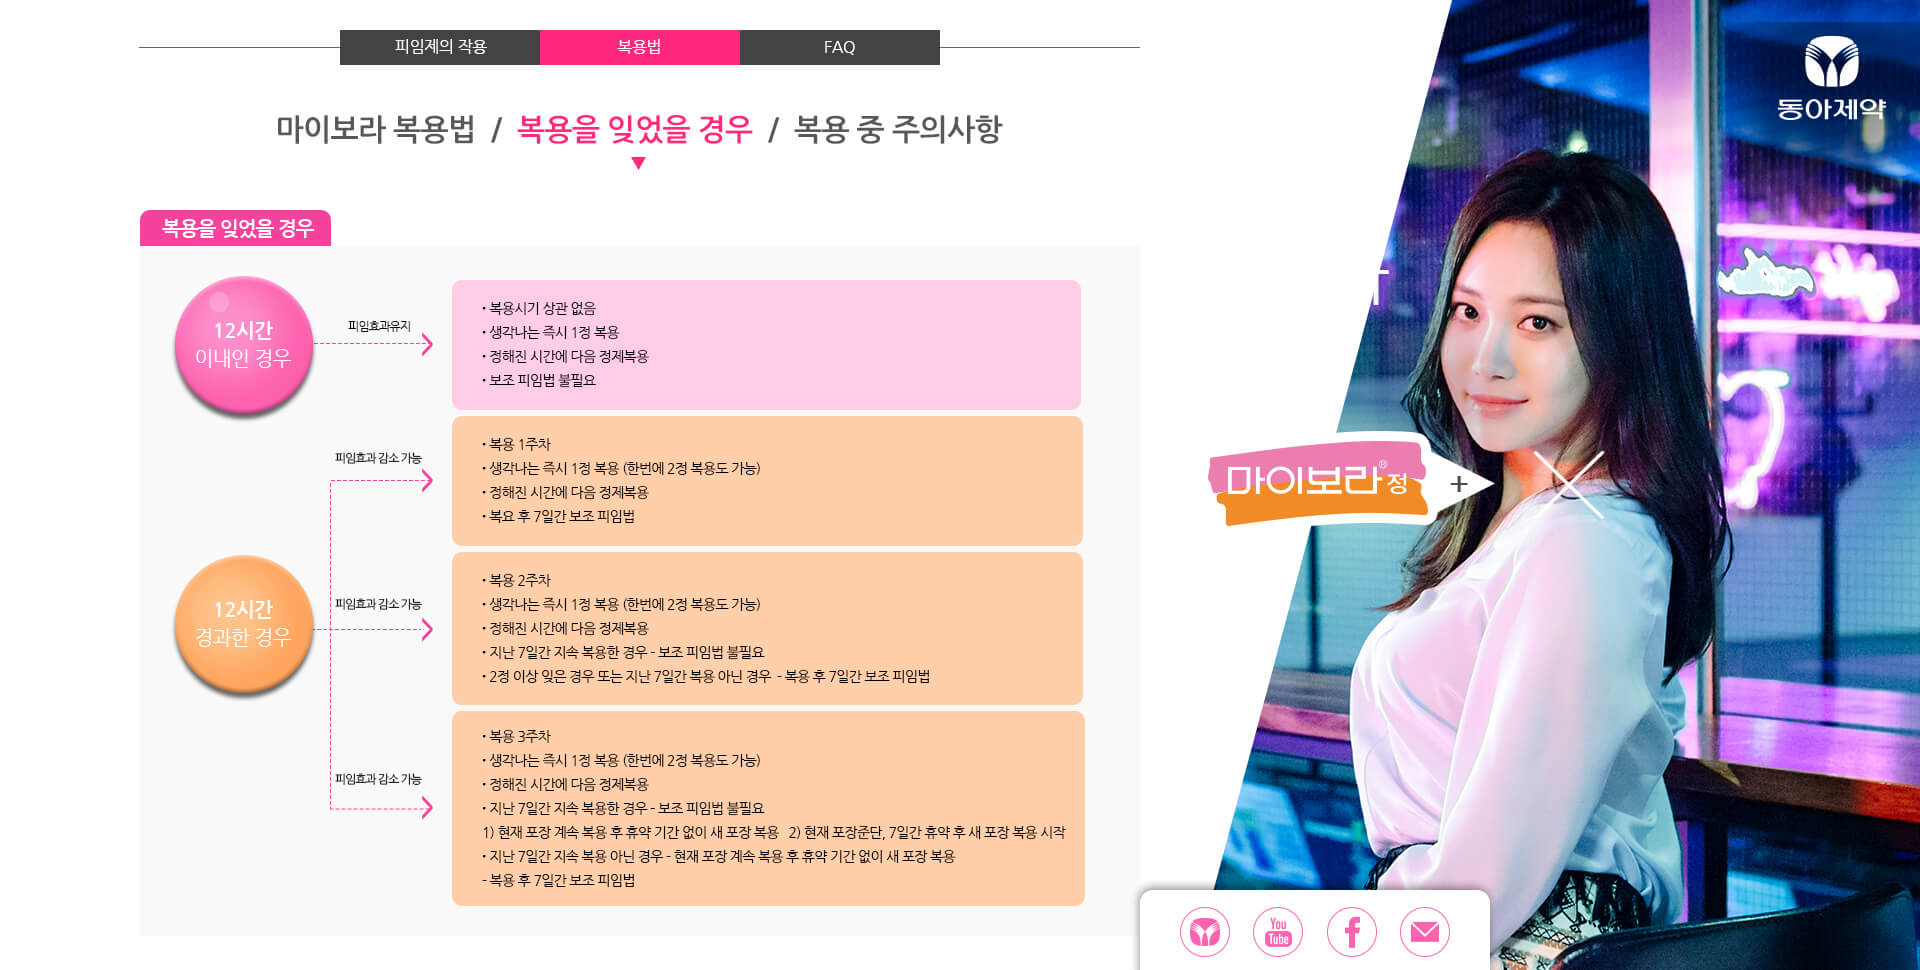 피임제의 작용 복용법 FAQ
마이보라 복용법 / 복용을 잊었을 경우 / 복용 중 주의사항
복용을 잊었을 경우
12시간
이내인 경우
피임효과유지
• 복용시기 상관 없음
• 생각나는 즉시 1정 복용
• 정해진 시간에 다음 정제복용
• 보조 피임법 불필요
12시간
경과한 경우
피임효과 감소 가능
• 복용 1주차
• 생각나는 즉시 1정 복용 (한번에 2정 복용도 가능)
• 정해진 시간에 다음 정제복용
• 복요 후 7일간 보조 피임법
피임효과 감소 가능
• 복용 2주차
• 생각나는 즉시 1정 복용 (한번에 2정 복용도 가능)
• 정해진 시간에 다음 정제복용
• 지난 7일간 지속 복용한 경우 - 보조 피임법 불필요
• 2정 이상 잊은 경우 또는 지난 7일간 복용 아닌 경우 - 복용 후 7일간 보조 피임법
피임효과 감소 가능
• 복용 3주차
• 생각나는 즉시 1정 복용 (한번에 2정 복용도 가능)
• 정해진 시간에 다음 정제복용
• 지난 7일간 지속 복용한 경우 - 보조 피임법 불필요
1) 현재 포장 계속 복용 후 휴약 기간 없이 새 포장 복용 2) 현재 포장준단, 7일간 휴약 후 새 포장 복용 시작
• 지난 7일간 지속 복용 아닌 경우 - 현재 포장 계속 복용 후 휴약 기간 없이 새 포장 복용
- 복용 후 7일간 보조 피임법
동아제약
마이보라® 정 +
You
Tube